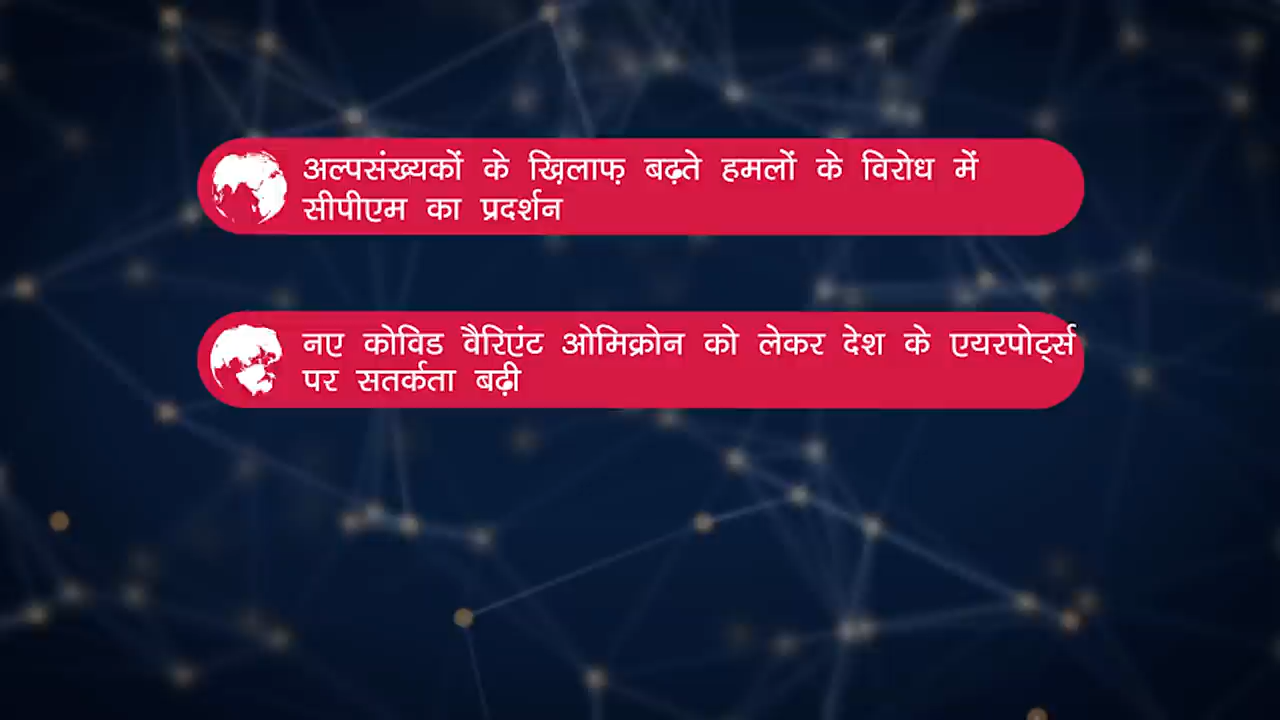 अल्पसंख्यकों के खिलाफ़ बढ़ते हमलों के विरोध में
सीपीएम का प्रदर्शन
नए कोविड वैरिएंट ओमिक्रोन को लेकर देश के एयरपोर्ट्स
पर सतर्कता बढ़ी